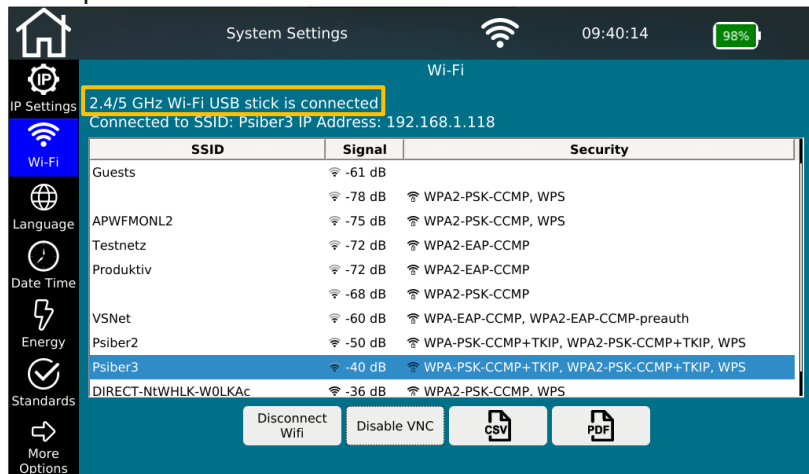 System Settings 09:40:14 98%
Wi-Fi
IP
IP Settings
2.4/5 GHz Wi-Fi USB stick is connected
Connected to SSID: Psiber3 IP Address: 192.168.1.118
Wi-Fi
SSID Signal Security
Guests -61 dB
-78 dB WPA2-PSK-CCMP, WPS
Language
APWFMONL2 -75 dB WPA2-PSK-CCMP, WPS
Testnetz -72 dB WPA2-EAP-CCMP
Produktiv -72 dB WPA2-EAP-CCMP
Date Time
-68 dB WPA2-PSK-CCMP
VSNet -60 dB WPA-EAP-CCMP, WPA2-EAP-CCMP-preauth
Energy
Psiber2 -50 dB WPA-PSK-CCMP+TKIP, WPA2-PSK-CCMP+TKIP, WPS
Psiber3 -40 dB WPA-PSK-CCMP+TKIP, WPA2-PSK-CCMP+TKIP, WPS
DIRECT-NtWHLK-W0LKAc -36 dB WPA2-PSK-CCMP. WPS
Standards
Disconnect
Wifi
Disable VNC
CSV
PDF
More
Options